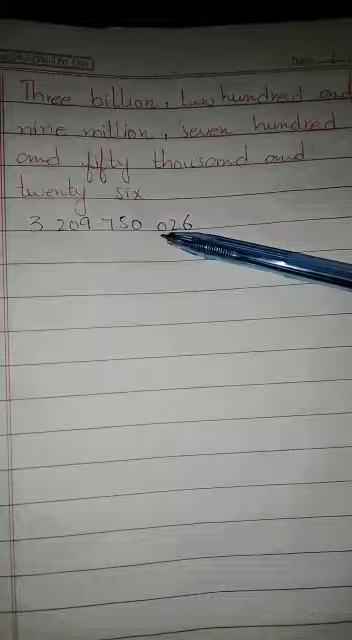 Three billion, two hundred and
nine million, seven hundred
and fifty thousand and
twenty six
3 209 750 026